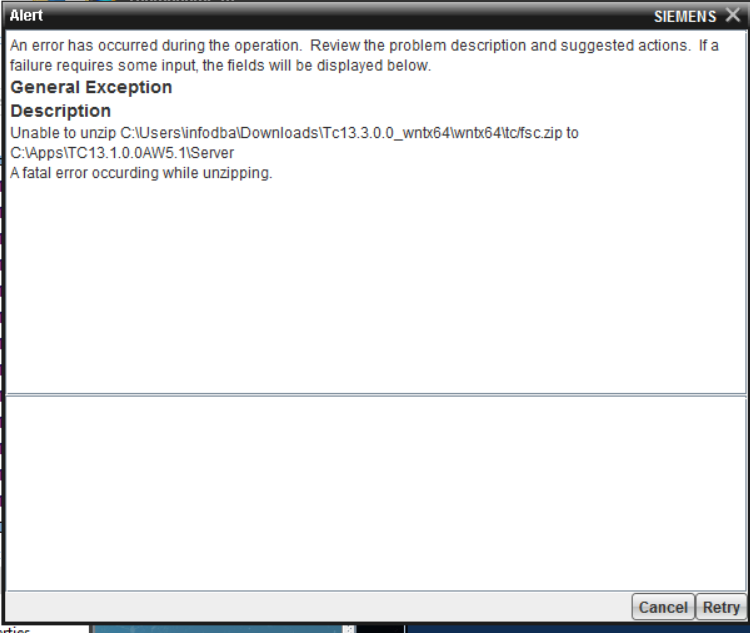 Alert
SIEMENS
An error has occurred during the operation. Review the problem description and suggested actions. If a
failure requires some input, the fields will be displayed below.
General Exception
Description
Unable to unzip C:\Users\infodba\Downloads\Tc13.3.0.0_wntx64\wntx64\tc/fsc.zip to
C:\Apps\TC13.1.0.0AW5.1\Server
A fatal error occurding while unzipping.
Cancel
Retry